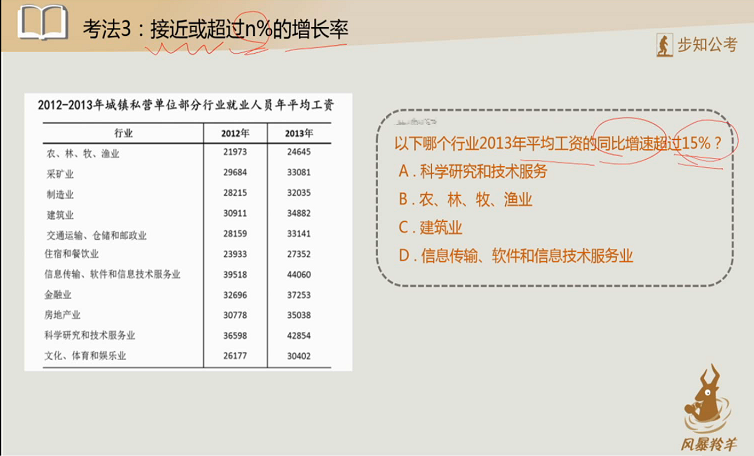 考法3：接近或超过n%的增长率
步知公考
2012-2013年城镇私营单位部分行业就业人员年平均工资
行业 2012年 2013年
农、林、牧、渔业 21973 24645
采矿业 29684 33081
制造业 28215 32035
建筑业 30911 34882
交通运输、仓储和邮政业 28159 33141
住宿和餐饮业 23933 27352
信息传输、软件和信息技术服务业 39518 44060
金融业 32696 37253
房地产业 30778 35038
科学研究和技术服务业 36598 42854
文化、体育和娱乐业 26177 30402
以下哪个行业2013年平均工资的同比增速超过15%？
A．科学研究和技术服务
B．农、林、牧、渔业
C．建筑业
D．信息传输、软件和信息技术服务业
风暴羚羊